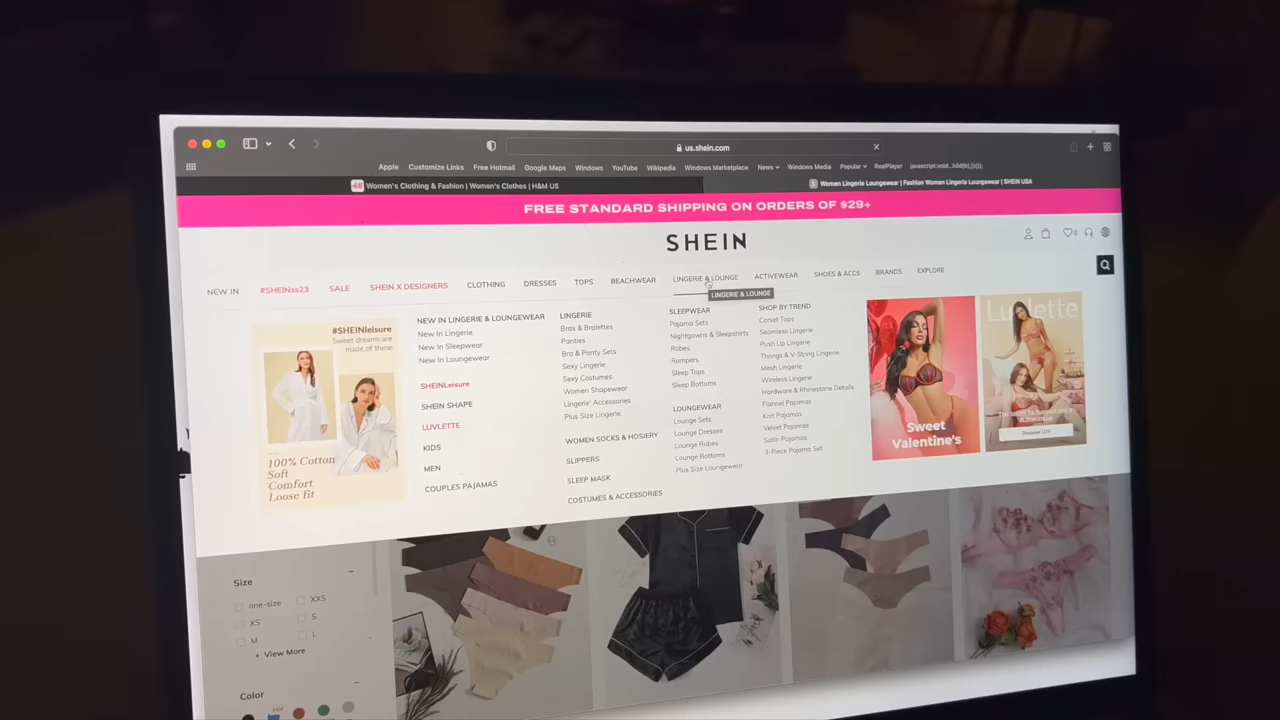 us.shein.com
Apple Customize Links Free Hotmail Google Maps Windows YouTube Wikipedia Windows Marketplace News Windows Media Popular RealPlayer
H&M Women's Clothing & Fashion | Women's Clothes | H&M US
S Women Lingerie Loungewear | Fashion Women Lingerie Loungewear | SHEIN USA
FREE STANDARD SHIPPING ON ORDERS OF $29+
SHEIN
0
NEW IN #SHEINss23 SALE SHEIN X DESIGNERS CLOTHING DRESSES TOPS BEACHWEAR LINGERIE & LOUNGE ACTIVEWEAR SHOES & ACCS BRANDS EXPLORE
LINGERIE & LOUNGE
#SHEINleisure
Sweet dreams are
made of these
100% Cotton
Soft
Comfort
Loose fit
NEW IN LINGERIE & LOUNGEWEAR
New In Lingerie
New In Sleepwear
New In Loungewear
SHEINLeisure
SHEIN SHAPE
LUVLETTE
KIDS
MEN
COUPLES PAJAMAS
LINGERIE
Bras & Bralettes
Panties
Bra & Panty Sets
Sexy Lingerie
Sexy Costumes
Women Shapewear
Lingerie' Accessories
Plus Size Lingerie
WOMEN SOCKS & HOSIERY
SLIPPERS
SLEEP MASK
COSTUMES & ACCESSORIES
SLEEPWEAR
Pajama Sets
Nightgowns & Sleepshirts
Robes
Rompers
Sleep Tops
Sleep Bottoms
LOUNGEWEAR
Lounge Sets
Lounge Dresses
Lounge Robes
Lounge Bottoms
Plus Size Loungewear
SHOP BY TREND
Corset Tops
Seamless Lingerie
Push Up Lingerie
Thongs & V-String Lingerie
Mesh Lingerie
Wireless Lingerie
Hardware & Rhinestone Details
Flannel Pajamas
Knit Pajamas
Velvet Pajamas
Satin Pajamas
3-Piece Pajama Set
Sweet
Valentine's
Luvlette
Size
one-size XXS
XS S
M L
+ View More
Color
Hot